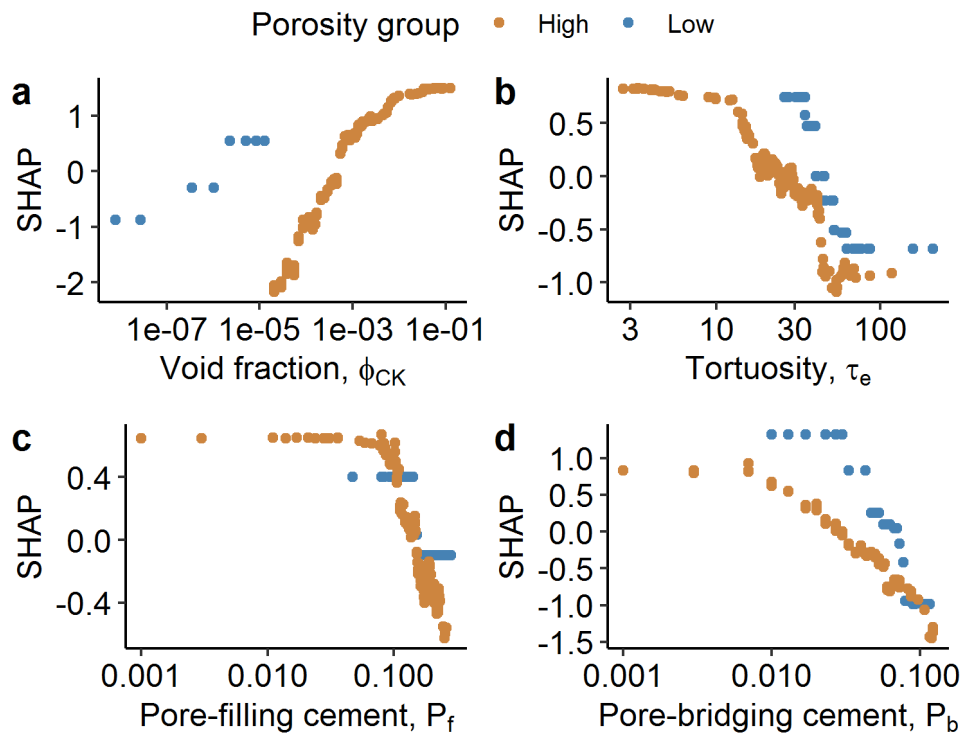 Porosity group High Low
a
SHAP
1
0
-1
-2
1e-07 1e-05 1e-03 1e-01
Void fraction, ϕCK
b
SHAP
0.5
0.0
-0.5
-1.0
3 10 30 100
Tortuosity, τe
c
SHAP
0.4
0.0
-0.4
0.001 0.010 0.100
Pore-filling cement, Pf
d
SHAP
1.0
0.5
0.0
-0.5
-1.0
-1.5
0.001 0.010 0.100
Pore-bridging cement, Pb